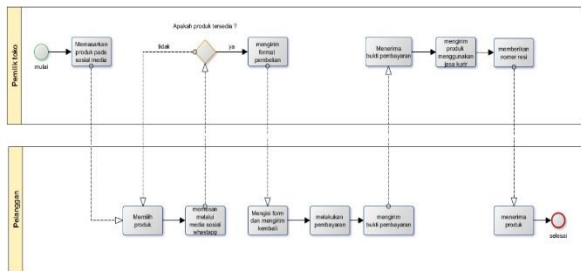 Apakah produk tersedia ?
Pemilik toko
mulai
Memasarkan
produk pada
sosial media
tidak
ya
mengirim
format
pembelian
Menerima
bukti pembayaran
mengirim
produk
menggunakan
jasa kurir
memberikan
nomer resi
Pelanggan
Memilih
produk
memesan
melalui
media sosial
whastapp
Mengisi form
dan mengirim
kembali
melakukan
pembayaran
mengirim
bukti pembayaran
menerima
produk
selesai